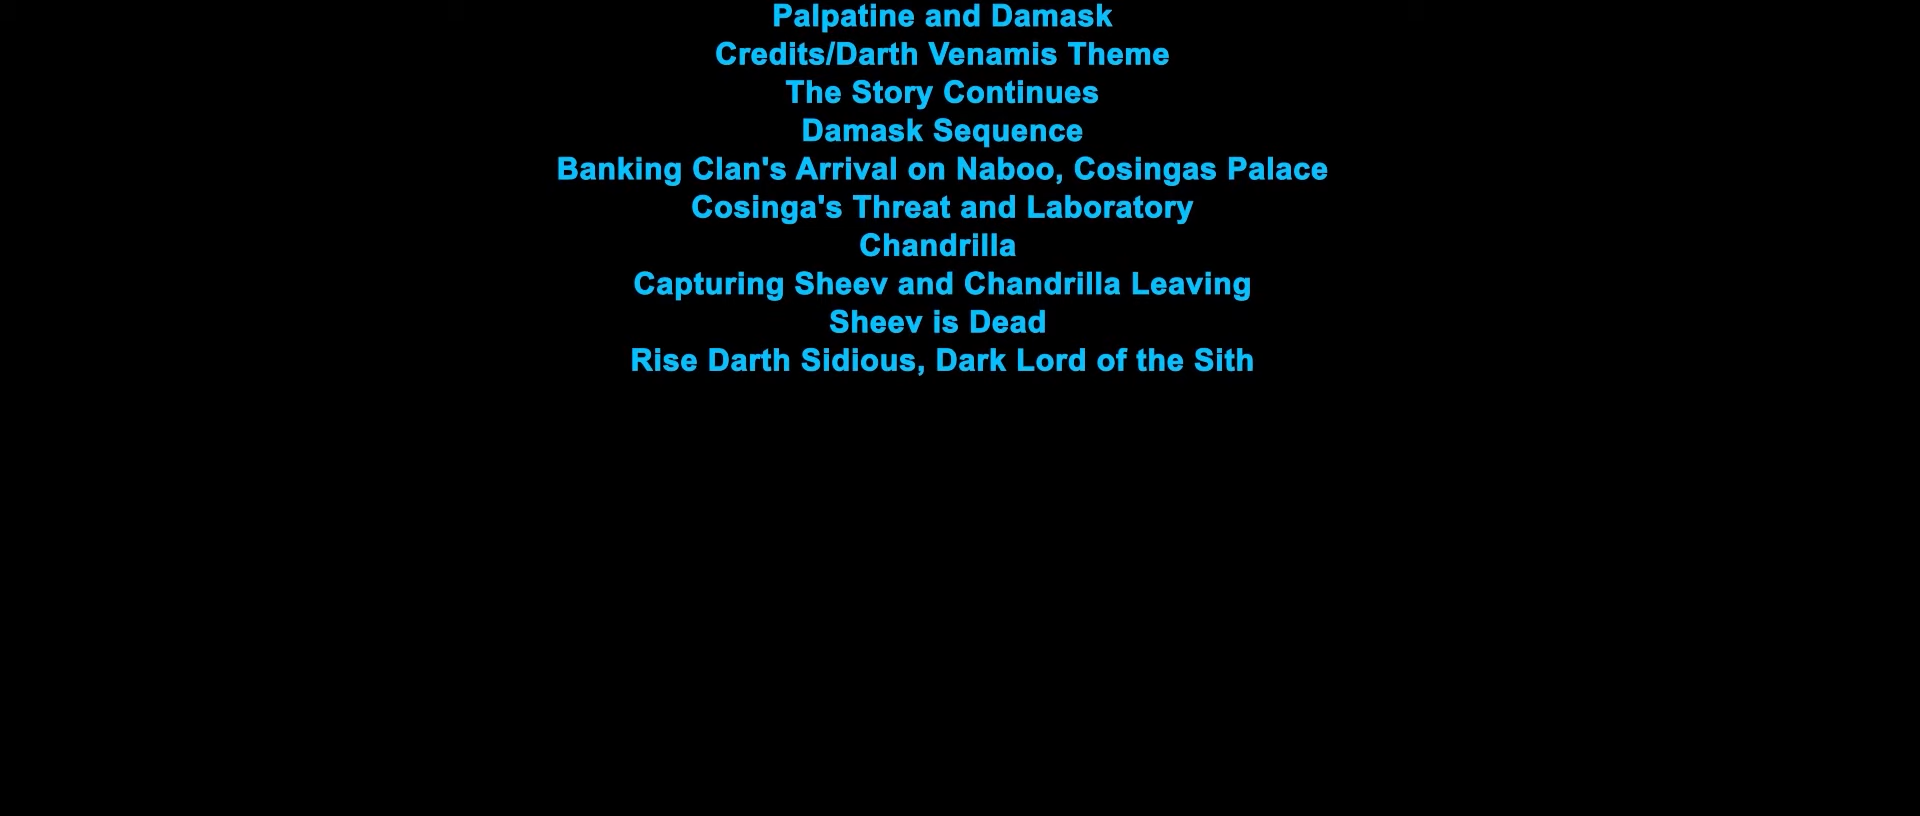 Palpatine and Damask
Credits/Darth Venamis Theme
The Story Continues
Damask Sequence
Banking Clan's Arrival on Naboo, Cosingas Palace
Cosinga's Threat and Laboratory
Chandrilla
Capturing Sheev and Chandrilla Leaving
Sheev is Dead
Rise Darth Sidious, Dark Lord of the Sith